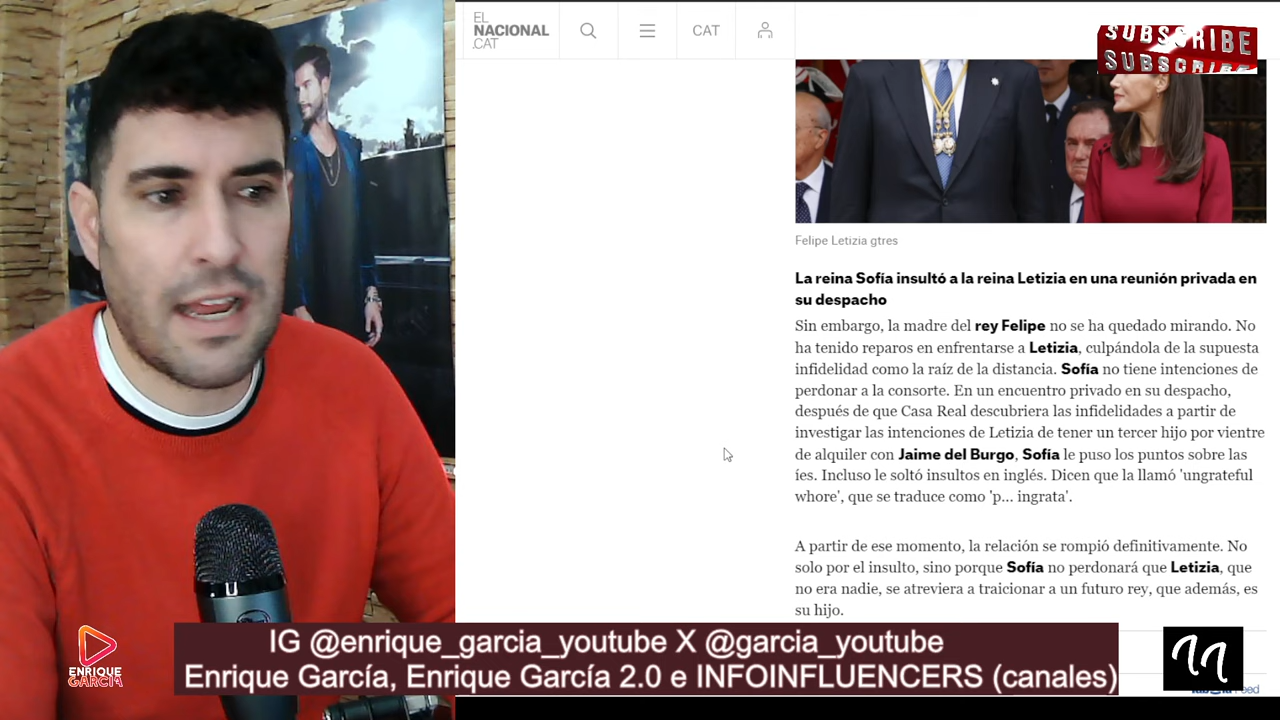 EL
NACIONAL
.CAT
CAT
SUBSCRIBE
SUBSCRIBE
Felipe Letizia gtres
La reina Sofía insultó a la reina Letizia en una reunión privada en
su despacho
Sin embargo, la madre del rey Felipe no se ha quedado mirando. No
ha tenido reparos en enfrentarse a Letizia, culpándola de la supuesta
infidelidad como la raíz de la distancia. Sofía no tiene intenciones de
perdonar a la consorte. En un encuentro privado en su despacho,
después de que Casa Real descubriera las infidelidades a partir de
investigar las intenciones de Letizia de tener un tercer hijo por vientre
de alquiler con Jaime del Burgo, Sofía le puso los puntos sobre las
íes. Incluso le soltó insultos en inglés. Dicen que la llamó 'ungrateful
whore', que se traduce como 'p... ingrata'.
A partir de ese momento, la relación se rompió definitivamente. No
solo por el insulto, sino porque Sofía no perdonará que Letizia, que
no era nadie, se atreviera a traicionar a un futuro rey, que además, es
su hijo.
IG @enrique_garcia_youtube X @garcia_youtube
Enrique García, Enrique García 2.0 e INFOINFLUENCERS (canales)
ENRIQUE
GARCÍA